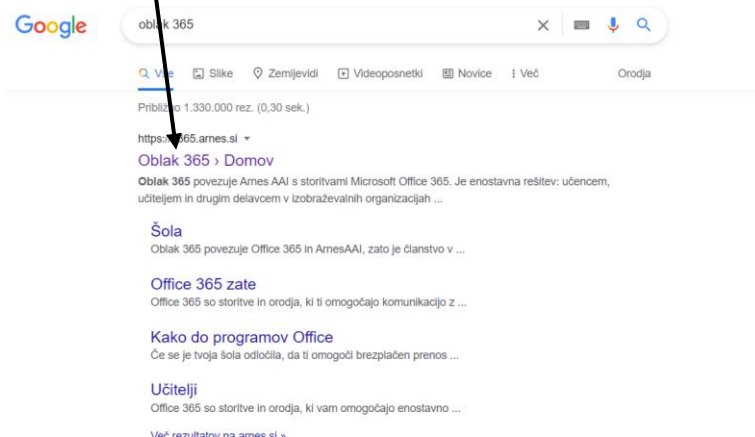 Google
oblak 365
Vse Slike Zemljevidi Videoposnetki Novice Več Orodja
Približno 1.330.000 rez. (0,30 sek.)
365.arnes.si
Oblak 365 › Domov
Oblak 365 povezuje Arnes AAI s storitvami Microsoft Office 365. Je enostavna rešitev: učencem,
učiteljem in drugim delavcem v izobraževalnih organizacijah ...
Šola
Oblak 365 povezuje Office 365 in ArnesAAI, zato je članstvo v ...
Office 365 zate
Office 365 so storitve in orodja, ki ti omogočajo komunikacijo z ...
Kako do programov Office
Če se je tvoja šola odločila, da ti omogoči brezplačen prenos ...
Učitelji
Office 365 so storitve in orodja, ki vam omogočajo enostavno ...
Več rezultatov na arnes.si »